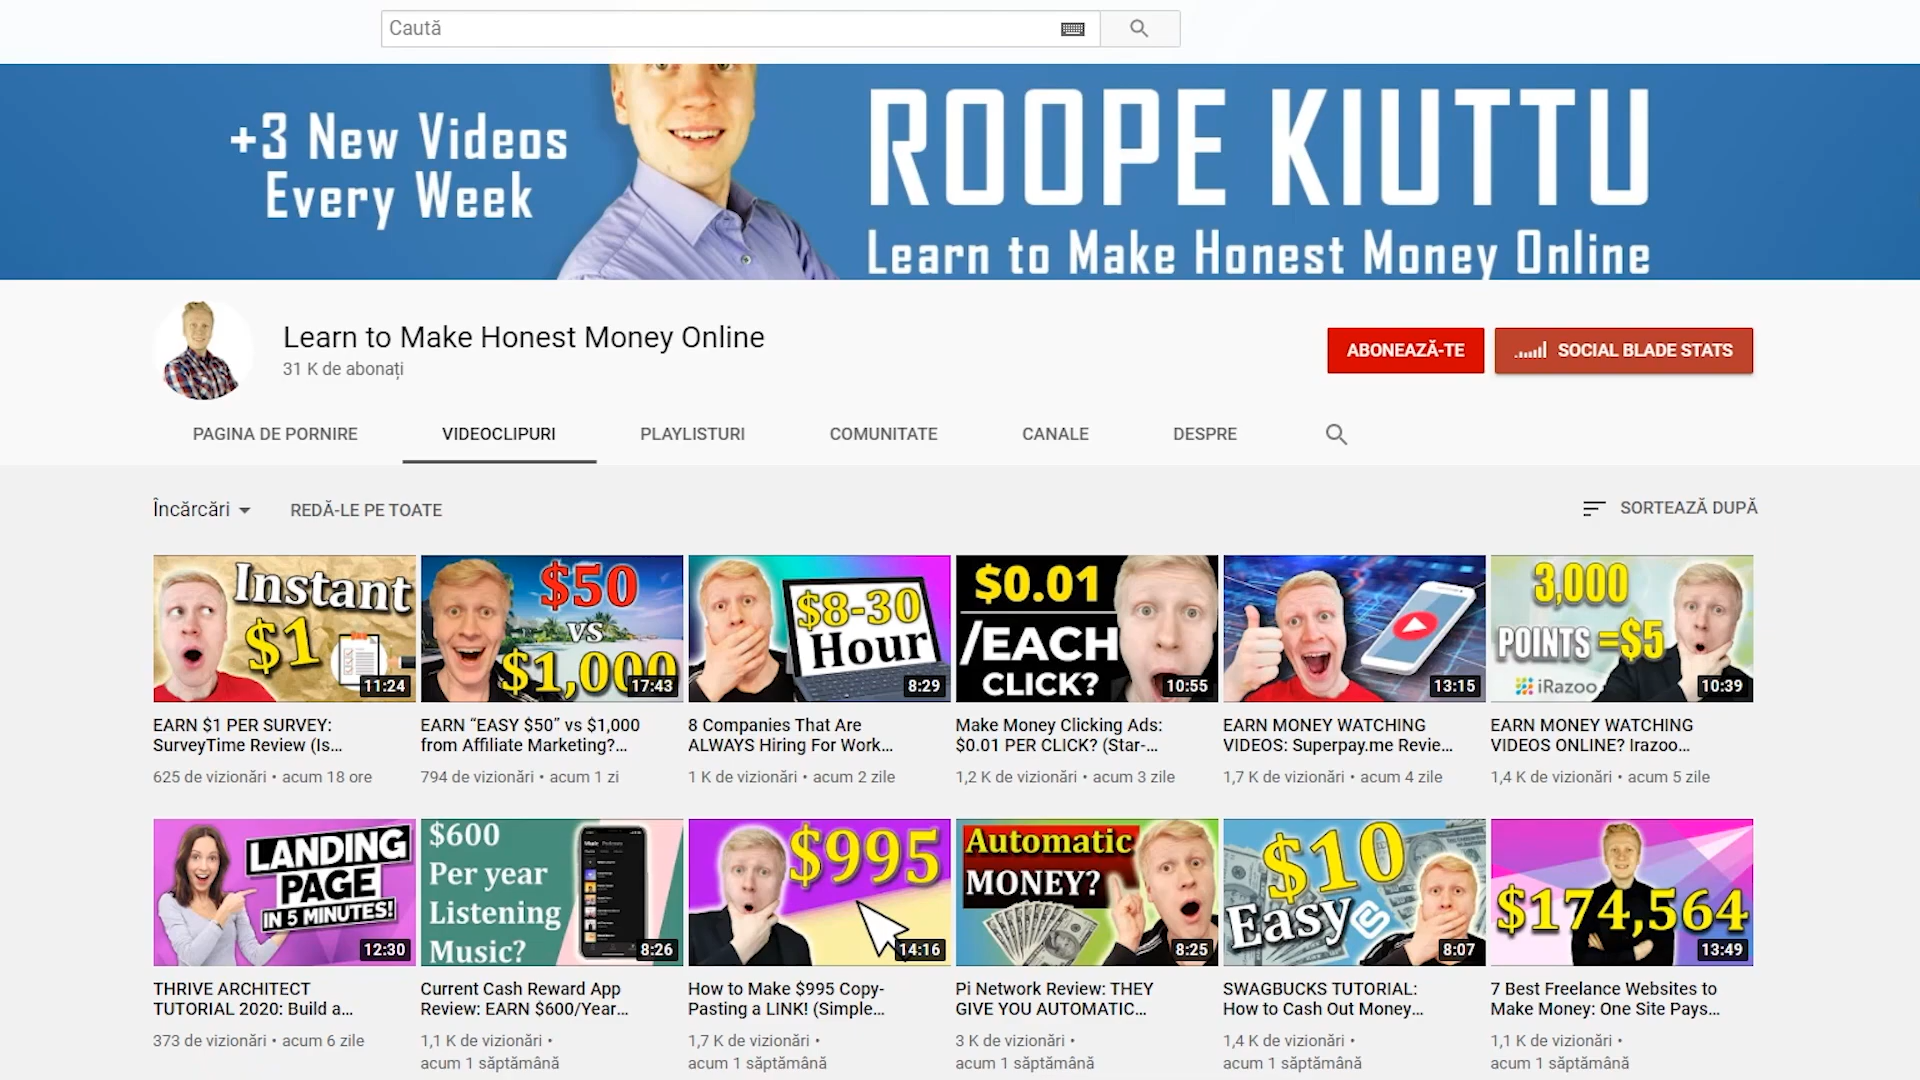 Caută
+3 New Videos
Every Week
ROOPE KIUTTU
Learn to Make Honest Money Online
Learn to Make Honest Money Online
31 K de abonați
ABONEAZĂ-TE
SOCIAL BLADE STATS
PAGINA DE PORNIRE
VIDEOCLIPURI
PLAYLISTURI
COMUNITATE
CANALE
DESPRE
Încărcări
REDĂ-LE PE TOATE
SORTEAZĂ DUPĂ
Instant
$1
11:24
$50
VS
$1,000
17:43
$8-30
Hour
8:29
$0.01
/EACH
CLICK?
10:55
13:15
3,000
POINTS =$5
iRazoo
10:39
EARN $1 PER SURVEY:
SurveyTime Review (Is...
625 de vizionări • acum 18 ore
EARN “EASY $50” vs $1,000
from Affiliate Marketing?...
794 de vizionări • acum 1 zi
8 Companies That Are
ALWAYS Hiring For Work...
1 K de vizionări • acum 2 zile
Make Money Clicking Ads:
$0.01 PER CLICK? (Star-...
1,2 K de vizionări • acum 3 zile
EARN MONEY WATCHING
VIDEOS: Superpay.me Revie...
1,7 K de vizionări • acum 4 zile
EARN MONEY WATCHING
VIDEOS ONLINE? Irazoo...
1,4 K de vizionări • acum 5 zile
LANDING
PAGE
IN 5 MINUTES!
12:30
$600
Per year
Listening
Music?
8:26
$995
14:16
Automatic
MONEY?
8:25
$10
Easy
8:07
$174,564
13:49
THRIVE ARCHITECT
TUTORIAL 2020: Build a...
373 de vizionări • acum 6 zile
Current Cash Reward App
Review: EARN $600/Year...
1,1 K de vizionări •
acum 1 săptămână
How to Make $995 Copy-
Pasting a LINK! (Simple...
1,7 K de vizionări •
acum 1 săptămână
Pi Network Review: THEY
GIVE YOU AUTOMATIC...
3 K de vizionări •
acum 1 săptămână
SWAGBUCKS TUTORIAL:
How to Cash Out Money...
1,4 K de vizionări •
acum 1 săptămână
7 Best Freelance Websites to
Make Money: One Site Pays...
1,1 K de vizionări •
acum 1 săptămână